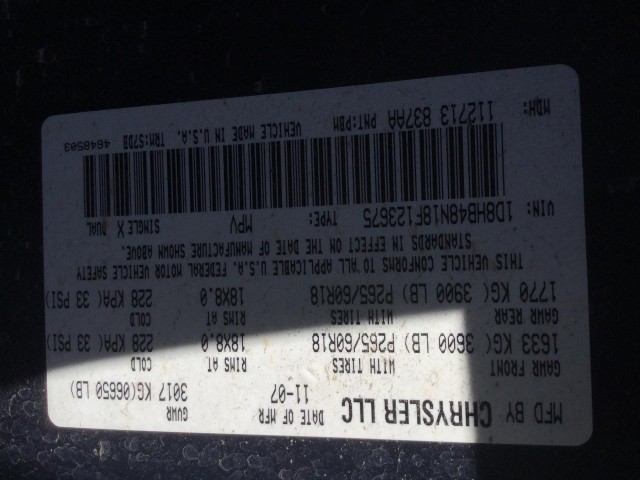 MFD BY CHRYSLER LLC DATE OF MFR 11-07 GVWR 3017 KG(06650 LB)
GAWR FRONT WITH TIRES RIMS AT COLD
1633 KG( 3600 LB) P265/60R18 18X8.0 228 KPA( 33 PSI)
GAWR REAR WITH TIRES RIMS AT COLD
1770 KG( 3900 LB) P265/60R18 18X8.0 228 KPA( 33 PSI)
THIS VEHICLE CONFORMS TO ALL APPLICABLE U.S.A. FEDERAL MOTOR VEHICLE SAFETY
STANDARDS IN EFFECT ON THE DATE OF MANUFACTURE SHOWN ABOVE.
VIN: 1D8HB48N18F123675 TYPE: MPV SINGLE X DUAL
MDH: 112713 837AA PNT:PBM VEHICLE MADE IN U.S.A. TRM:S7DB 4648503